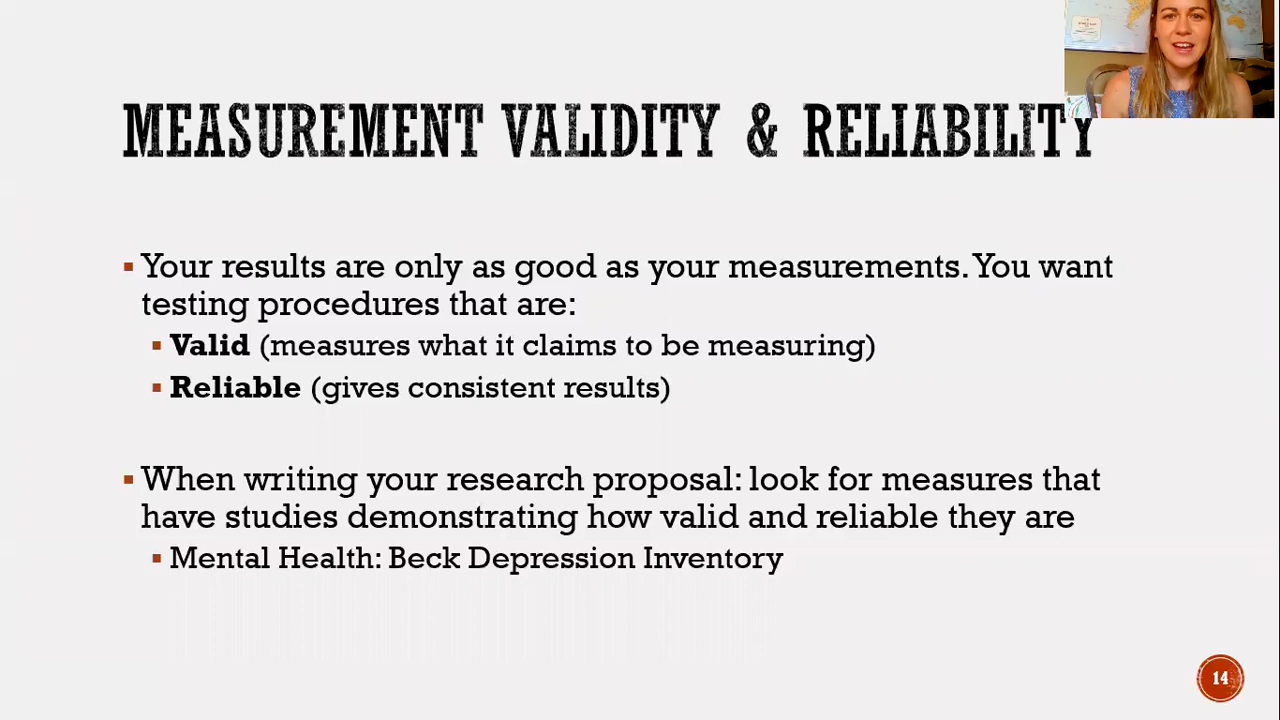 MEASUREMENT VALIDITY & RELIABILITY
▪ Your results are only as good as your measurements. You want
testing procedures that are:
▪ Valid (measures what it claims to be measuring)
▪ Reliable (gives consistent results)
▪ When writing your research proposal: look for measures that
have studies demonstrating how valid and reliable they are
▪ Mental Health: Beck Depression Inventory
14